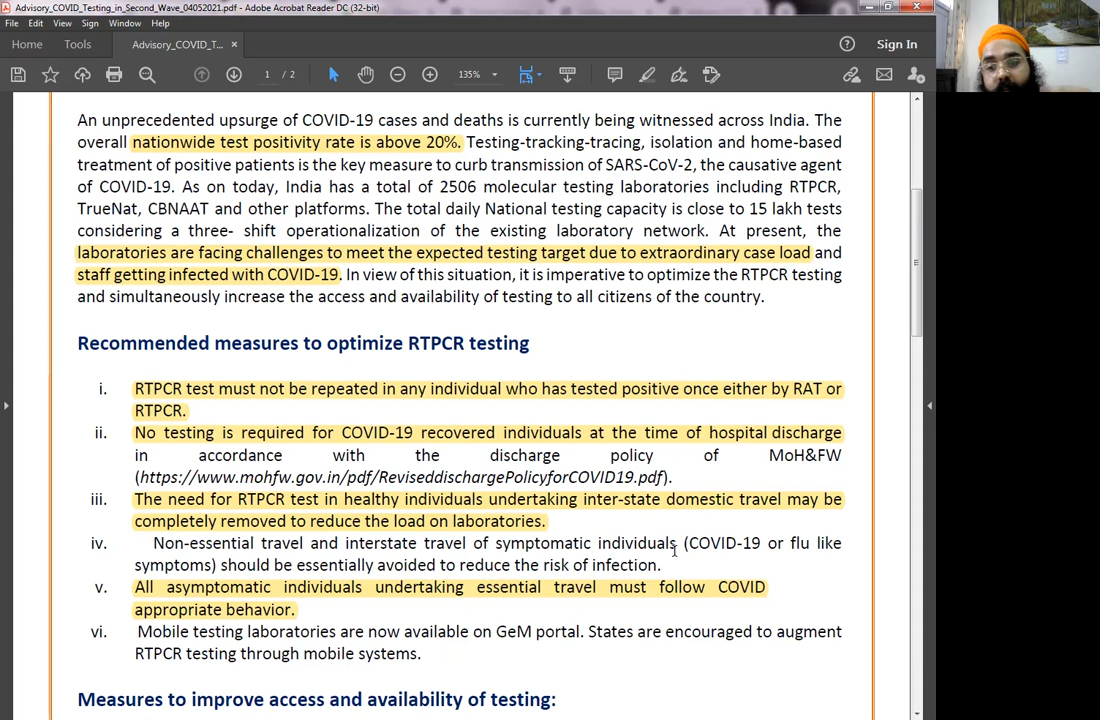 Advisory_COVID_Testing_in_Second_Wave_04052021.pdf - Adobe Acrobat Reader DC (32-bit)
File Edit View Sign Window Help
Home Tools Advisory_COVID_T... × Sign In
1 / 2 135%
An unprecedented upsurge of COVID-19 cases and deaths is currently being witnessed across India. The
overall nationwide test positivity rate is above 20%. Testing-tracking-tracing, isolation and home-based
treatment of positive patients is the key measure to curb transmission of SARS-CoV-2, the causative agent
of COVID-19. As on today, India has a total of 2506 molecular testing laboratories including RTPCR,
TrueNat, CBNAAT and other platforms. The total daily National testing capacity is close to 15 lakh tests
considering a three- shift operationalization of the existing laboratory network. At present, the
laboratories are facing challenges to meet the expected testing target due to extraordinary case load and
staff getting infected with COVID-19. In view of this situation, it is imperative to optimize the RTPCR testing
and simultaneously increase the access and availability of testing to all citizens of the country.
Recommended measures to optimize RTPCR testing
i. RTPCR test must not be repeated in any individual who has tested positive once either by RAT or
RTPCR.
ii. No testing is required for COVID-19 recovered individuals at the time of hospital discharge
in accordance with the discharge policy of MoH&FW
(https://www.mohfw.gov.in/pdf/ReviseddischargePolicyforCOVID19.pdf).
iii. The need for RTPCR test in healthy individuals undertaking inter-state domestic travel may be
completely removed to reduce the load on laboratories.
iv. Non-essential travel and interstate travel of symptomatic individuals (COVID-19 or flu like
symptoms) should be essentially avoided to reduce the risk of infection.
v. All asymptomatic individuals undertaking essential travel must follow COVID
appropriate behavior.
vi. Mobile testing laboratories are now available on GeM portal. States are encouraged to augment
RTPCR testing through mobile systems.
Measures to improve access and availability of testing: